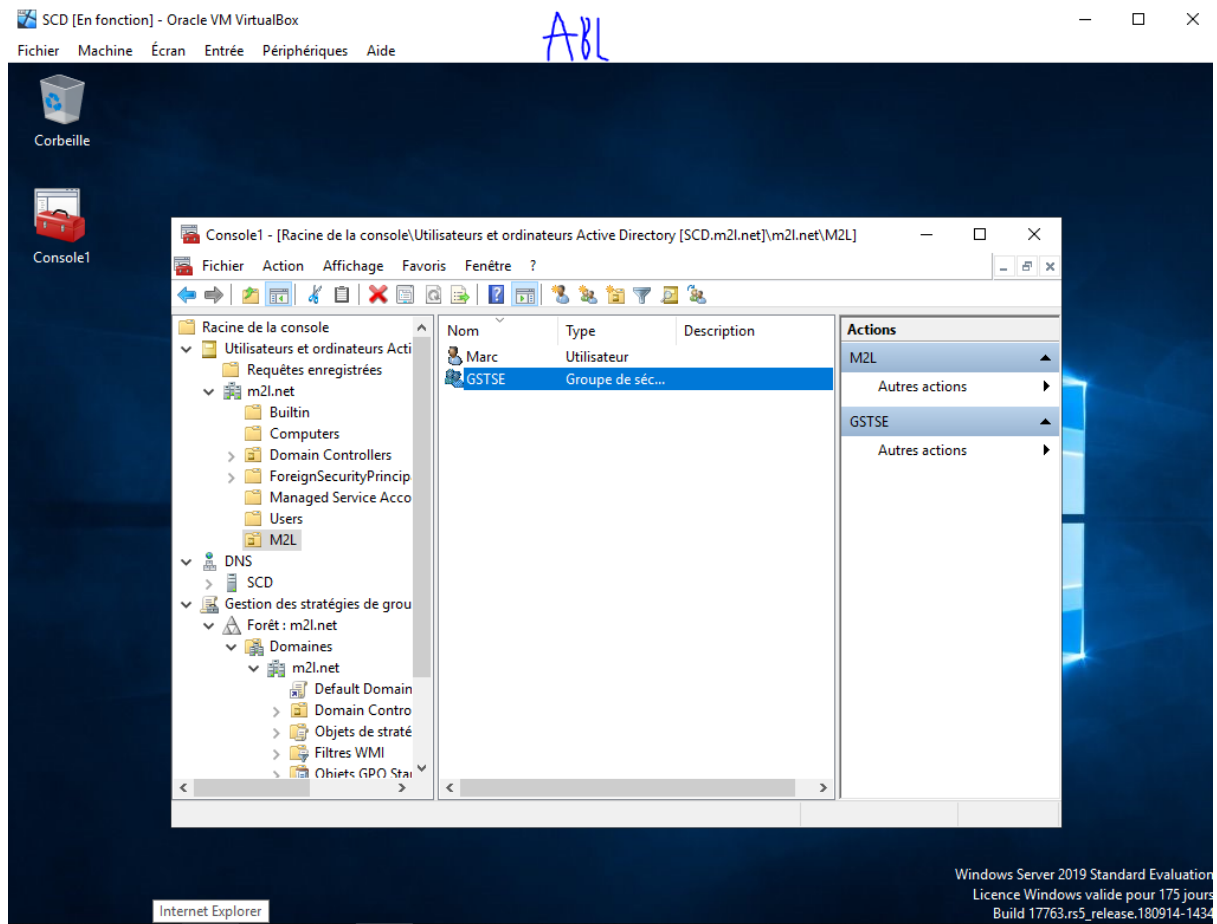 SCD [En fonction] - Oracle VM VirtualBox
ABL
Fichier Machine Écran Entrée Périphériques Aide
Corbeille
Console1
Console1 - [Racine de la console\Utilisateurs et ordinateurs Active Directory [SCD.m2l.net]\m2l.net\M2L]
Fichier Action Affichage Favoris Fenêtre ?
Racine de la console
Utilisateurs et ordinateurs Acti
Requêtes enregistrées
m2l.net
Builtin
Computers
Domain Controllers
ForeignSecurityPrincip
Managed Service Acco
Users
M2L
DNS
SCD
Gestion des stratégies de grou
Forêt : m2l.net
Domaines
m2l.net
Default Domain
Domain Contro
Objets de straté
Filtres WMI
Objets GPO Star
Nom Type Description
Marc Utilisateur
GSTSE Groupe de séc...
Actions
M2L
Autres actions
GSTSE
Autres actions
Windows Server 2019 Standard Evaluation
Licence Windows valide pour 175 jours
Build 17763.rs5_release.180914-1434
Internet Explorer